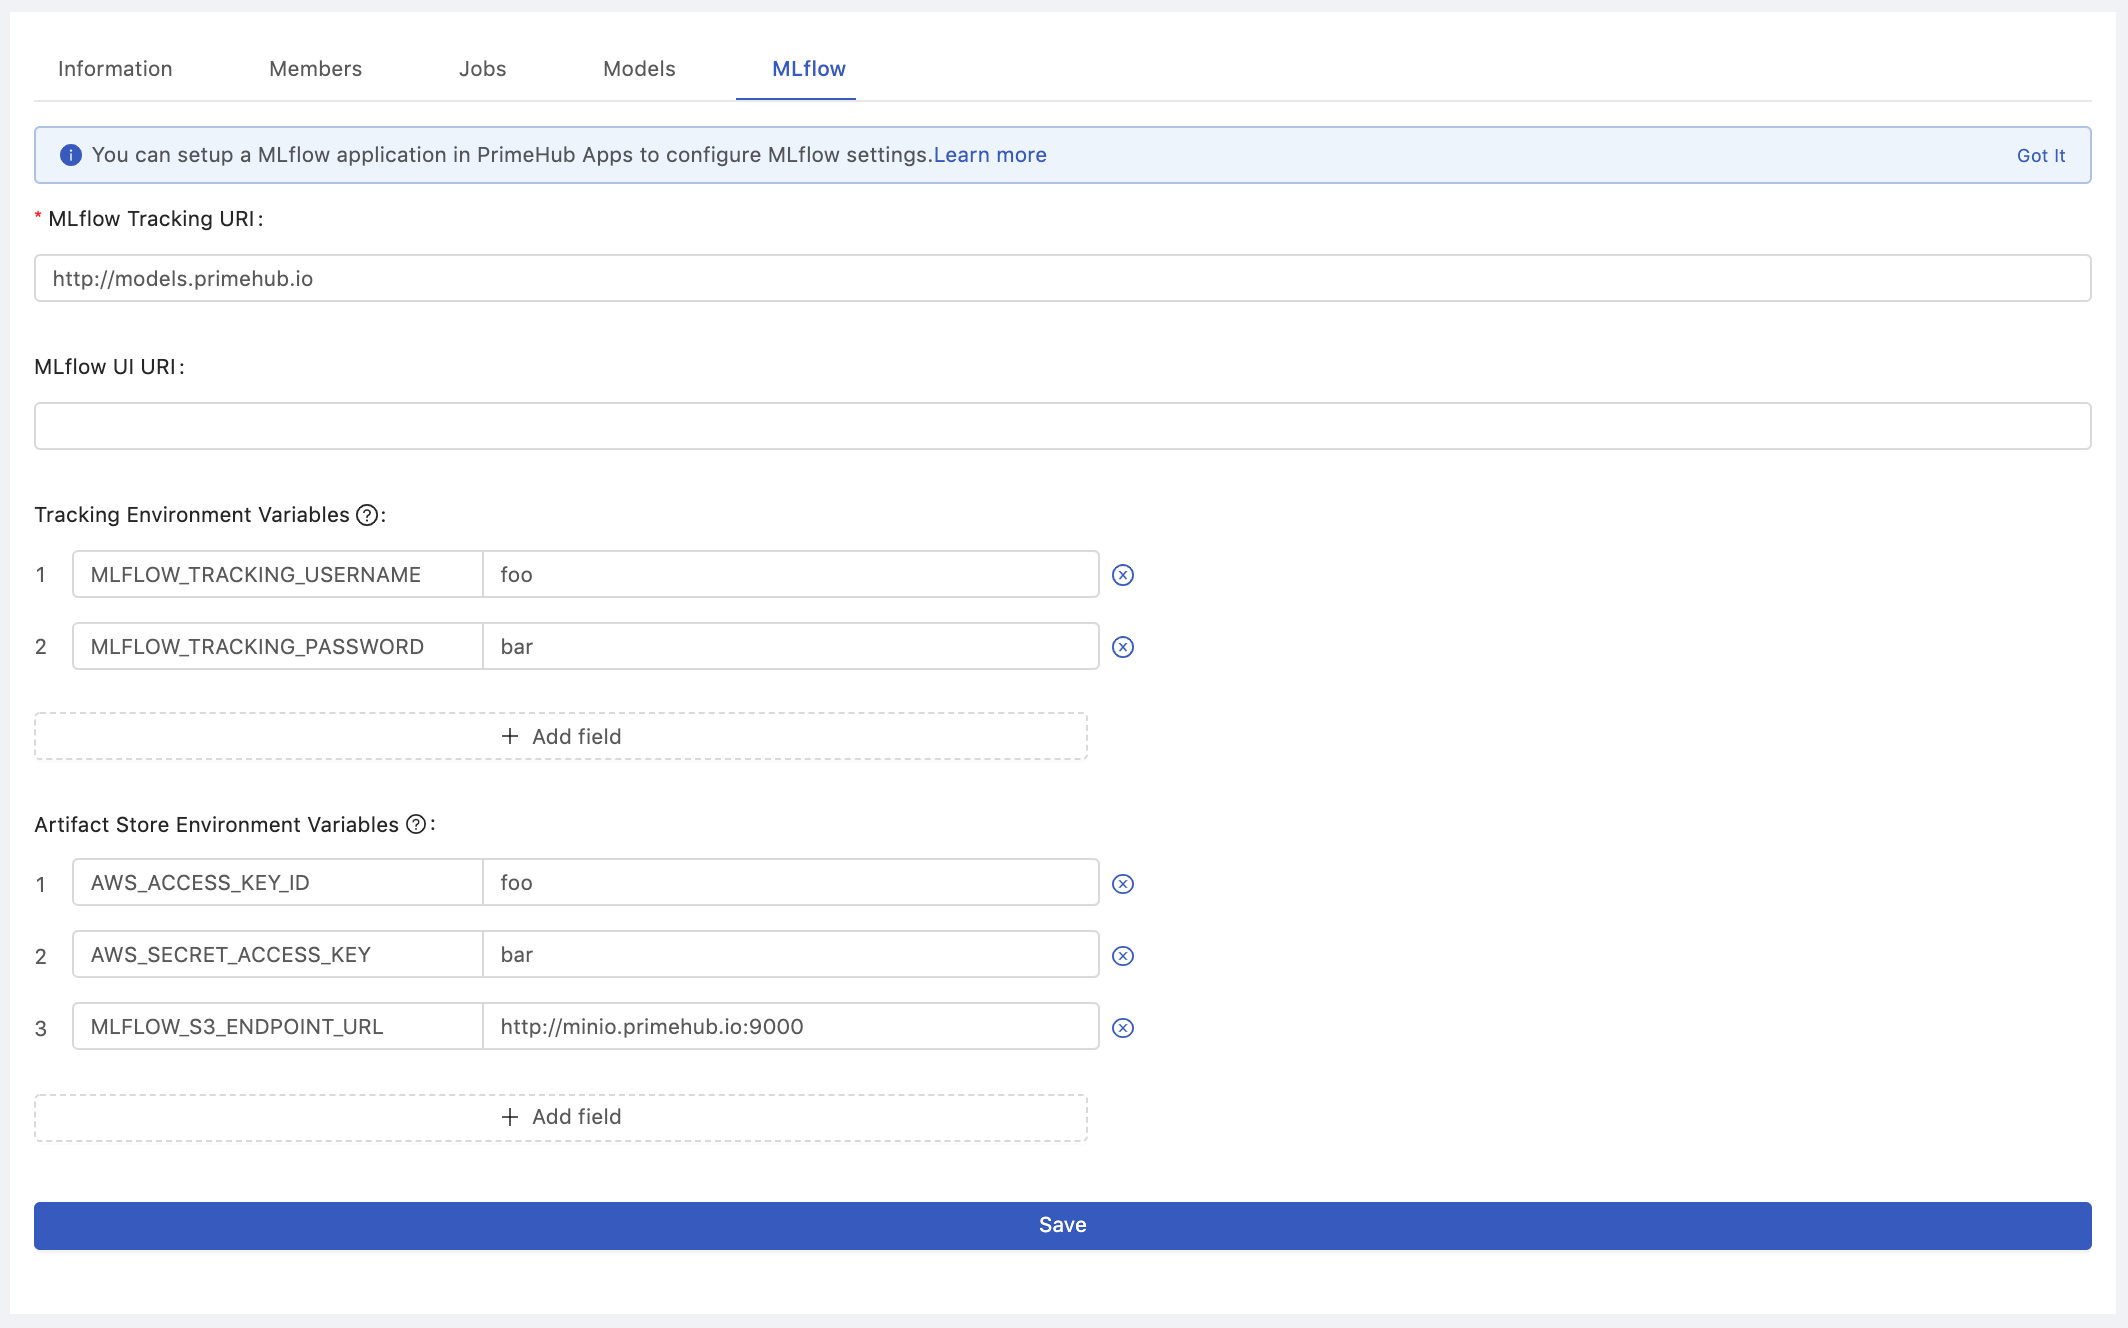 Information Members Jobs Models MLflow
You can setup a MLflow application in PrimeHub Apps to configure MLflow settings.Learn more Got It
* MLflow Tracking URI:
http://models.primehub.io
MLflow UI URI:
Tracking Environment Variables ?:
1 MLFLOW_TRACKING_USERNAME foo
2 MLFLOW_TRACKING_PASSWORD bar
+ Add field
Artifact Store Environment Variables ?:
1 AWS_ACCESS_KEY_ID foo
2 AWS_SECRET_ACCESS_KEY bar
3 MLFLOW_S3_ENDPOINT_URL http://minio.primehub.io:9000
+ Add field
Save